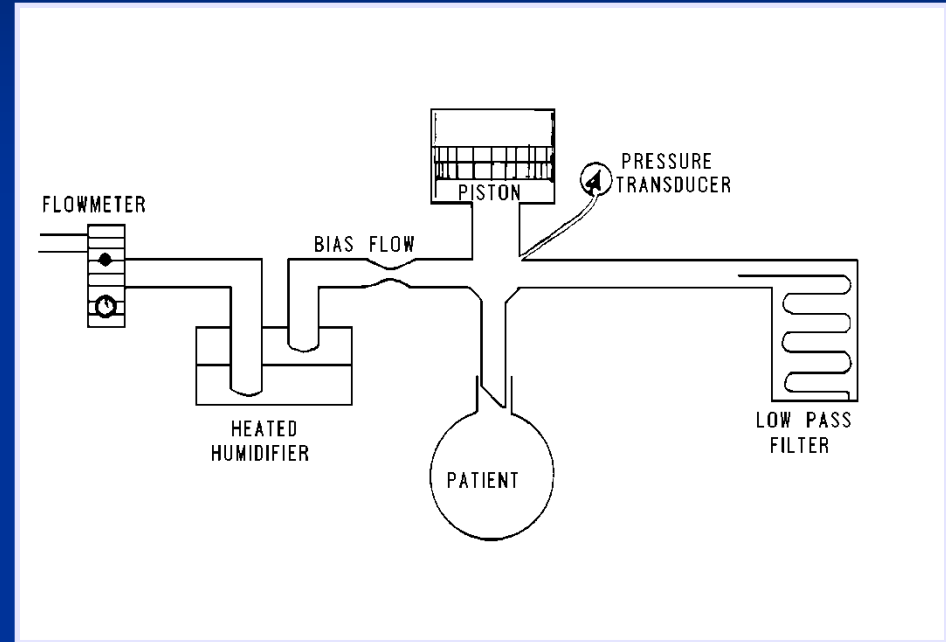 PISTON
PRESSURE
TRANSDUCER
FLOWMETER
BIAS FLOW
HEATED
HUMIDIFIER
PATIENT
LOW PASS
FILTER